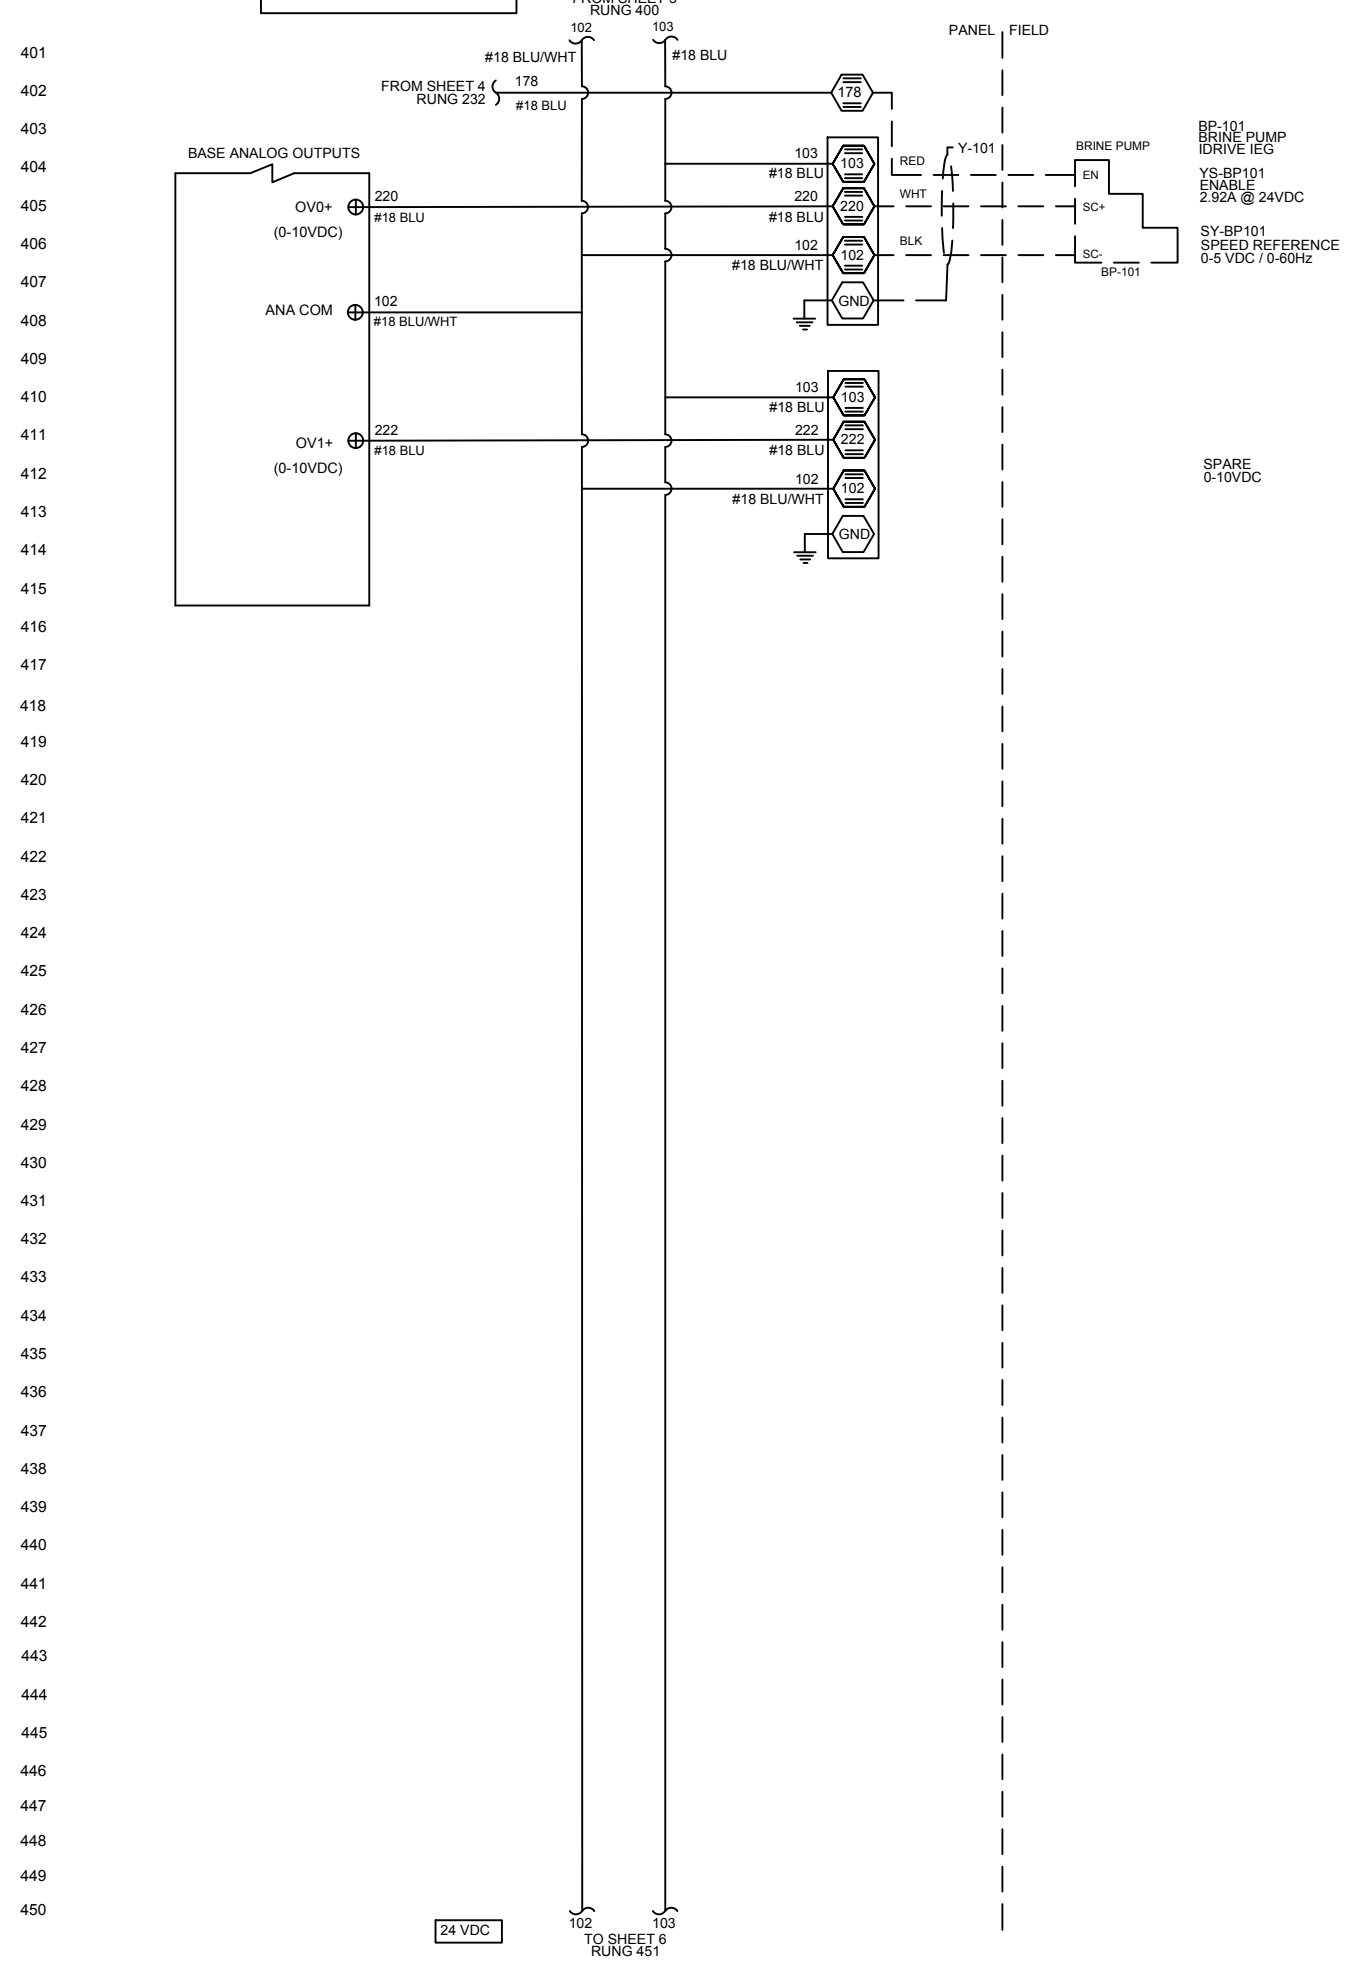 RUNG 400
102
103
PANEL
FIELD
401
#18 BLU/WHT
#18 BLU
402
FROM SHEET 4
RUNG 232
178
#18 BLU
178
403
BP-101
BRINE PUMP
IDRIVE IEG
404
BASE ANALOG OUTPUTS
103
#18 BLU
103
RED
Y-101
BRINE PUMP
EN
YS-BP101
ENABLE
2.92A @ 24VDC
405
OV0+
(0-10VDC)
220
#18 BLU
220
#18 BLU
220
WHT
SC+
406
102
#18 BLU/WHT
102
BLK
SC-
BP-101
SY-BP101
SPEED REFERENCE
0-5 VDC / 0-60Hz
407
GND
408
ANA COM
102
#18 BLU/WHT
409
410
103
#18 BLU
103
411
OV1+
(0-10VDC)
222
#18 BLU
222
#18 BLU
222
412
102
#18 BLU/WHT
102
SPARE
0-10VDC
413
GND
414
415
416
417
418
419
420
421
422
423
424
425
426
427
428
429
430
431
432
433
434
435
436
437
438
439
440
441
442
443
444
445
446
447
448
449
450
24 VDC
102
103
TO SHEET 6
RUNG 451